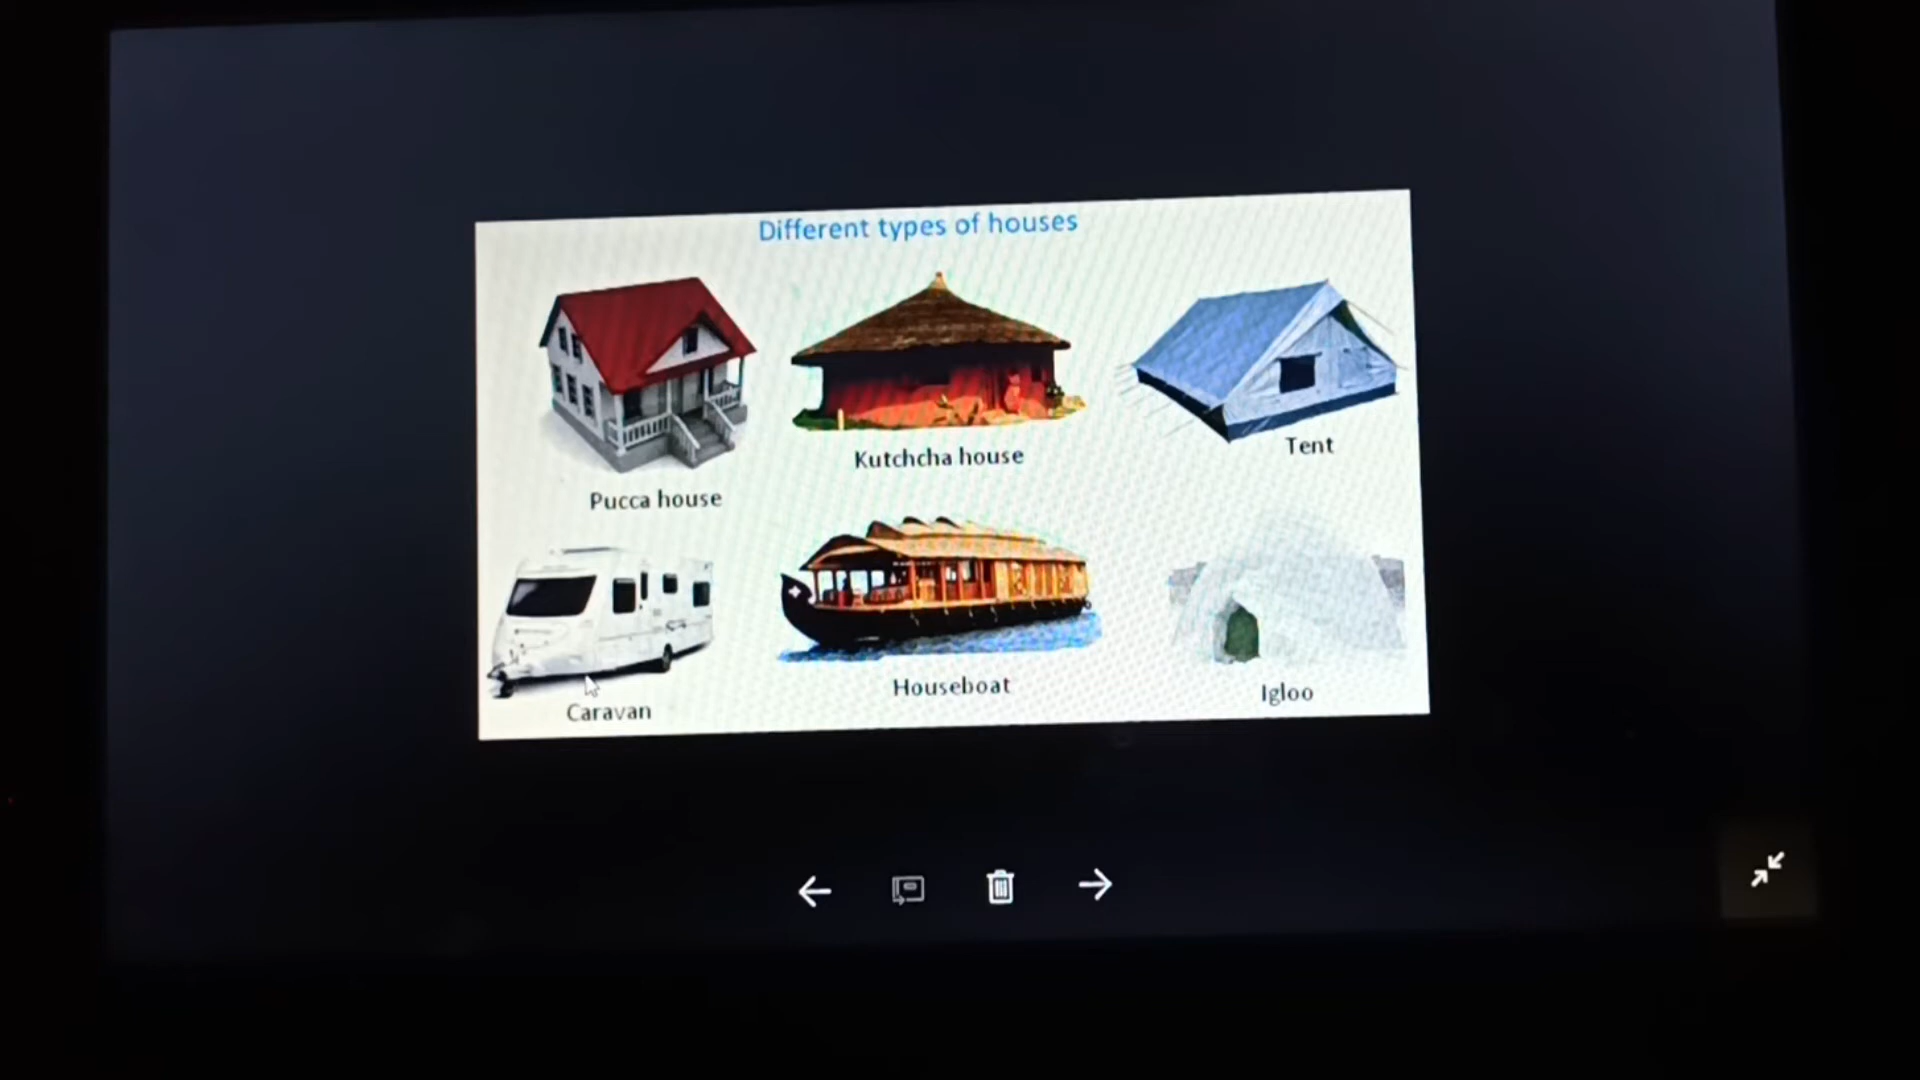 Different types of houses
Pucca house
Kutchcha house
Tent
Caravan
Houseboat
Igloo